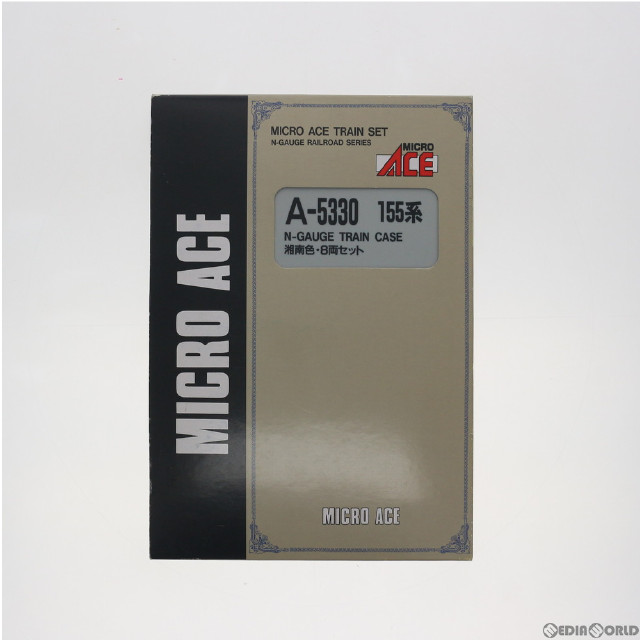 MICRO ACE
MICRO ACE TRAIN SET
N-GAUGE RAILROAD SERIES
MICRO
ACE
A-5330 155系
N-GAUGE TRAIN CASE
湘南色・8両セット
MICRO ACE
MEDIAWORLD